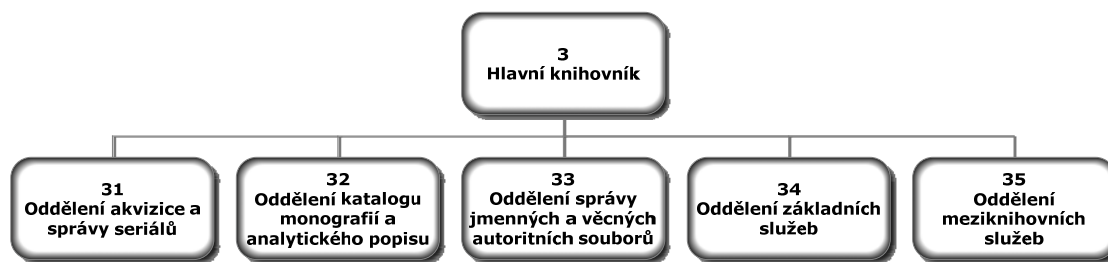 3
Hlavní knihovník
31
Oddělení akvizice a
správy seriálů
32
Oddělení katalogu
monografií a
analytického popisu
33
Oddělení správy
jmenných a věcných
autoritních souborů
34
Oddělení základních
služeb
35
Oddělení
meziknihovních
služeb